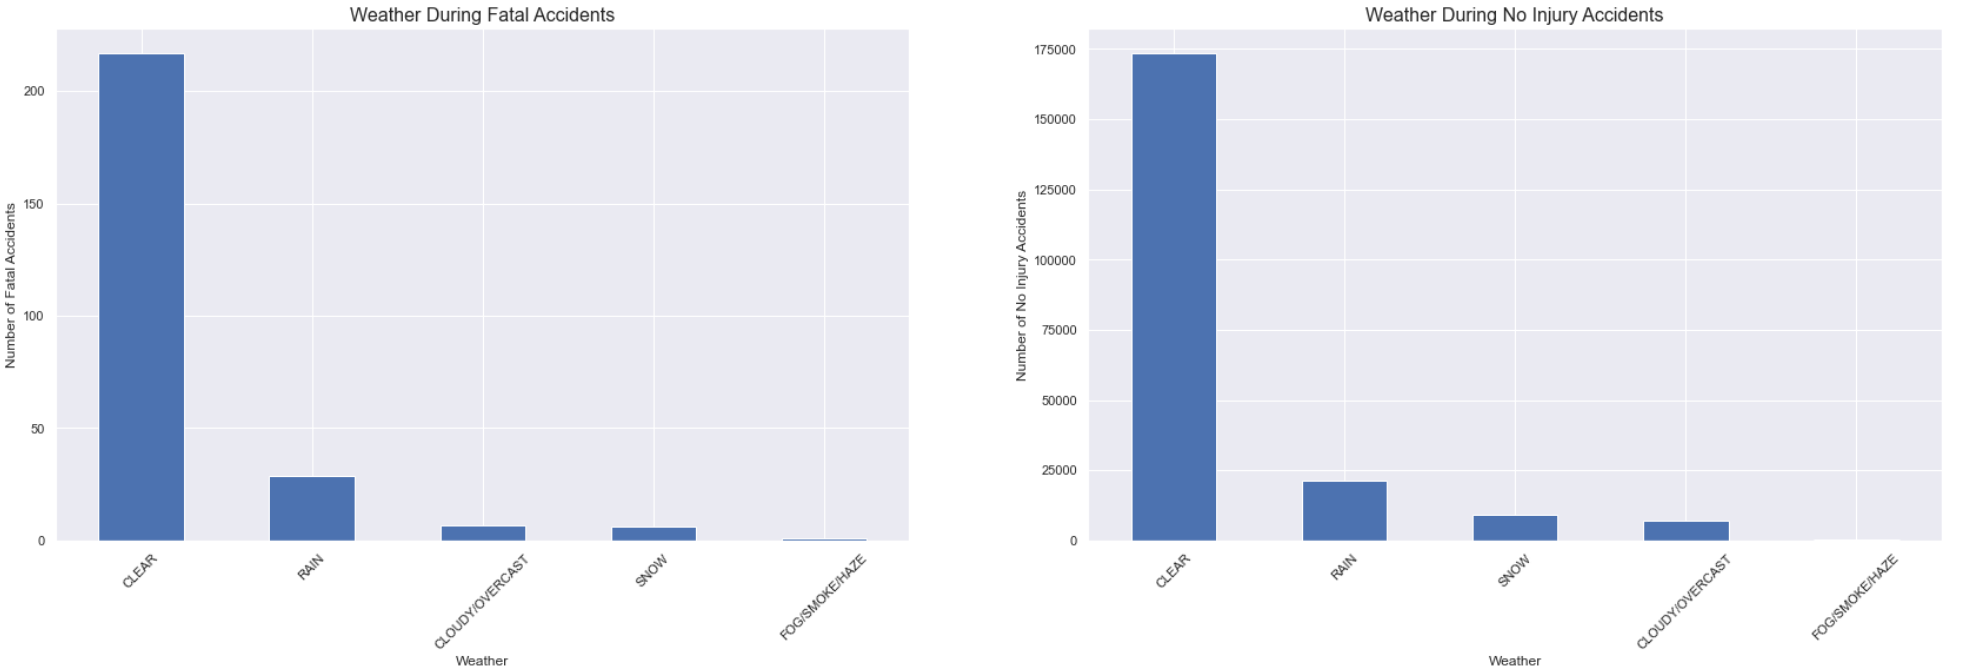 Weather During Fatal Accidents
Number of Fatal Accidents
200
150
100
50
0
CLEAR
RAIN
CLOUDY/OVERCAST
SNOW
FOG/SMOKE/HAZE
Weather
Weather During No Injury Accidents
Number of No Injury Accidents
175000
150000
125000
100000
75000
50000
25000
0
CLEAR
RAIN
SNOW
CLOUDY/OVERCAST
FOG/SMOKE/HAZE
Weather